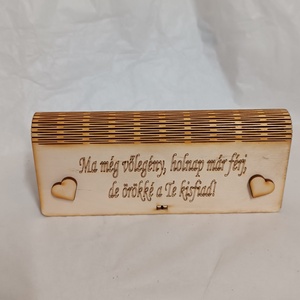 Ma még vőlegény, holnap már férj,
de örökké a Te kisfiad!